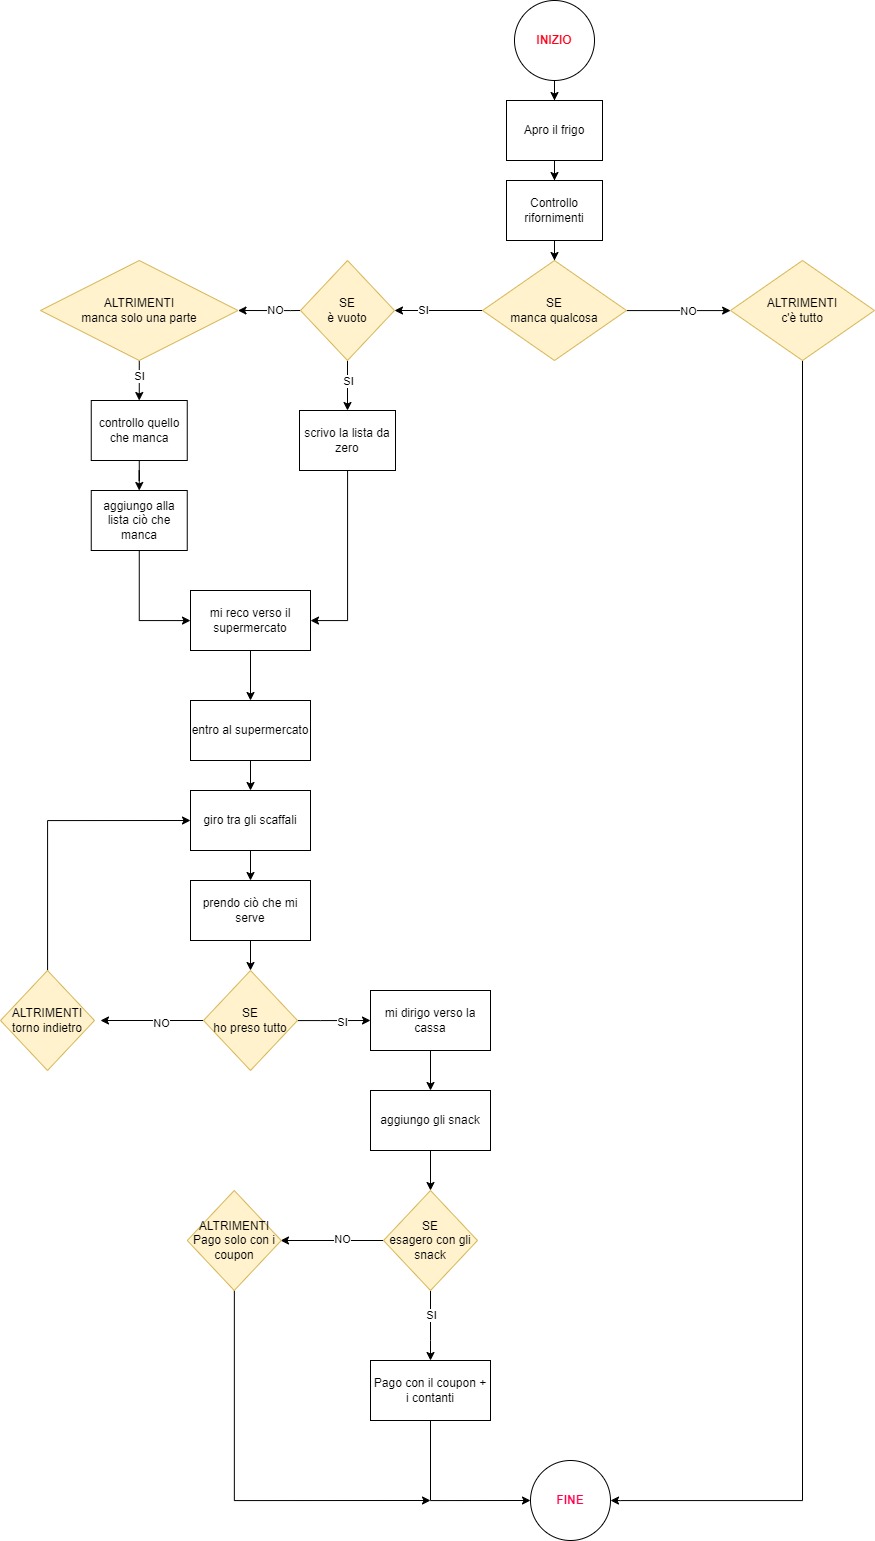 INIZIO
Apro il frigo
Controllo
rifornimenti
ALTRIMENTI
manca solo una parte
NO
SE
è vuoto
SI
SE
manca qualcosa
NO
ALTRIMENTI
c'è tutto
SI
SI
controllo quello
che manca
scrivo la lista da
zero
aggiungo alla
lista ciò che
manca
mi reco verso il
supermercato
entro al supermercato
giro tra gli scaffali
prendo ciò che mi
serve
ALTRIMENTI
torno indietro
NO
SE
ho preso tutto
SI
mi dirigo verso la
cassa
aggiungo gli snack
ALTRIMENTI
Pago solo con i
coupon
NO
SE
esagero con gli
snack
SI
Pago con il coupon +
i contanti
FINE